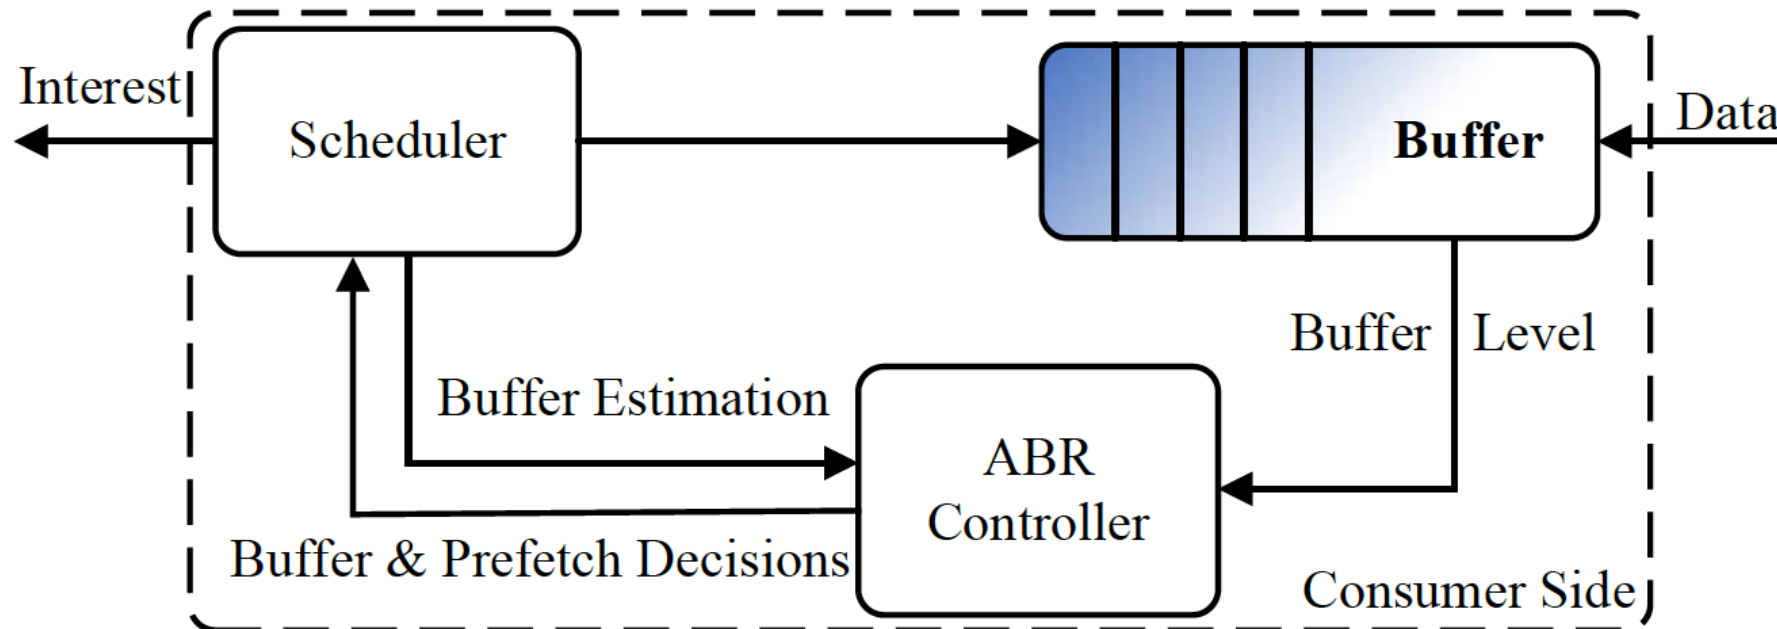 Interest
Scheduler
Buffer
Data
Buffer Level
Buffer Estimation
ABR
Controller
Buffer & Prefetch Decisions
Consumer Side